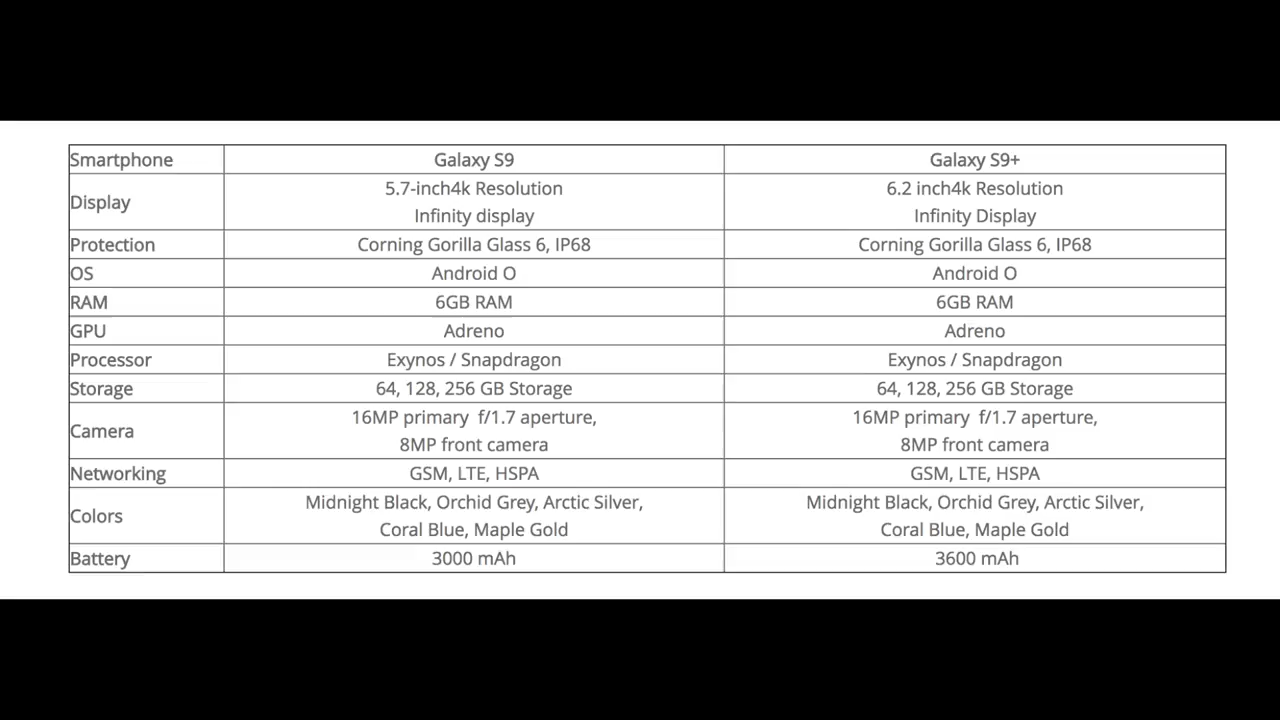 Smartphone Galaxy S9 Galaxy S9+
Display 5.7-inch4k Resolution 6.2 inch4k Resolution
Infinity display Infinity Display
Protection Corning Gorilla Glass 6, IP68 Corning Gorilla Glass 6, IP68
OS Android O Android O
RAM 6GB RAM 6GB RAM
GPU Adreno Adreno
Processor Exynos / Snapdragon Exynos / Snapdragon
Storage 64, 128, 256 GB Storage 64, 128, 256 GB Storage
Camera 16MP primary f/1.7 aperture, 16MP primary f/1.7 aperture,
8MP front camera 8MP front camera
Networking GSM, LTE, HSPA GSM, LTE, HSPA
Colors Midnight Black, Orchid Grey, Arctic Silver, Midnight Black, Orchid Grey, Arctic Silver,
Coral Blue, Maple Gold Coral Blue, Maple Gold
Battery 3000 mAh 3600 mAh